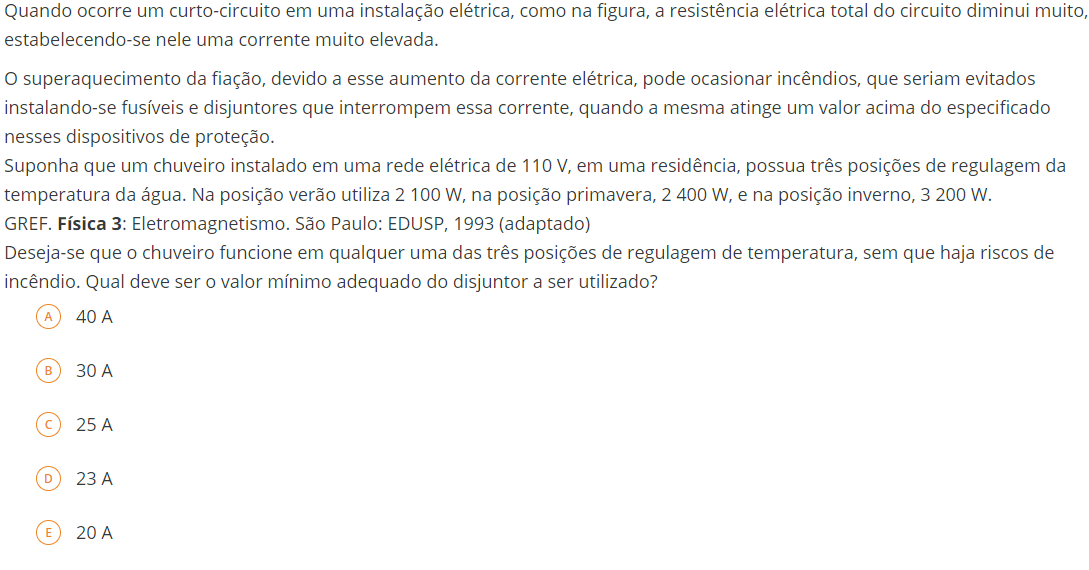 Quando ocorre um curto-circuito em uma instalação elétrica, como na figura, a resistência elétrica total do circuito diminui muito,
estabelecendo-se nele uma corrente muito elevada.
O superaquecimento da fiação, devido a esse aumento da corrente elétrica, pode ocasionar incêndios, que seriam evitados
instalando-se fusíveis e disjuntores que interrompem essa corrente, quando a mesma atinge um valor acima do especificado
nesses dispositivos de proteção.
Suponha que um chuveiro instalado em uma rede elétrica de 110 V, em uma residência, possua três posições de regulagem da
temperatura da água. Na posição verão utiliza 2 100 W, na posição primavera, 2 400 W, e na posição inverno, 3 200 W.
GREF. Física 3: Eletromagnetismo. São Paulo: EDUSP, 1993 (adaptado)
Deseja-se que o chuveiro funcione em qualquer uma das três posições de regulagem de temperatura, sem que haja riscos de
incêndio. Qual deve ser o valor mínimo adequado do disjuntor a ser utilizado?
A 40 A
B 30 A
C 25 A
D 23 A
E 20 A